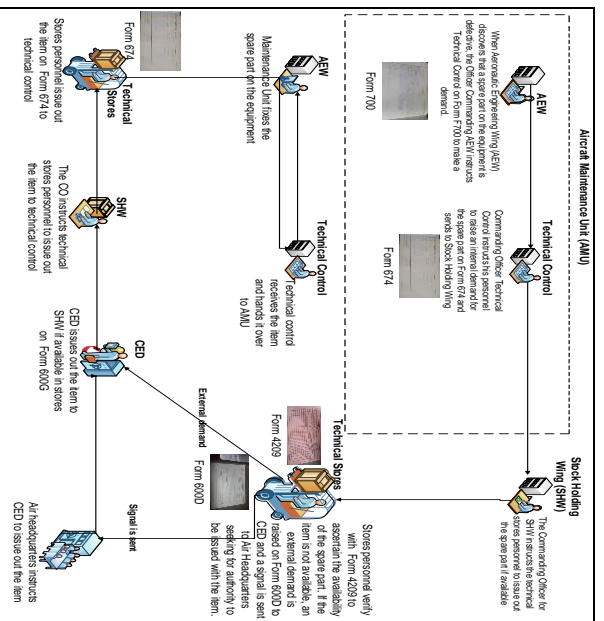 Aircraft Maintenance Unit (AMU)
AEW
When Aeronautic Engineering Wing (AEW)
discovers that a spare part on the equipment is
defective, the Officer Commanding AEW instructs
Technical Control on Form F700 to make a
demand.
Form 700
Technical Control
Commanding Officer Technical
Control instructs his personnel
to raise an internal demand for
the spare part on Form 674 and
sends to Stock Holding Wing
Form 674
Stock Holding
Wing (SHW)
The Commanding Officer for
SHW instructs the technical
stores personnel to issue out
the spare part if available
AEW
Maintenance Unit fixes the
spare part on the equipment
Technical Control
Technical control
receives the item
and hands it over
to AMU
Technical Stores
Form 4209
Stores personnel verify
with Form 4209 to
ascertain the availability
of the spare part. If the
item is not available, an
external demand is
raised on Form 600D to
CED and a signal is sent
to Air Headquarters
seeking for authority to
be issued with the item.
Form 600D
External demand
Form 674
Technical
Stores
Stores personnel issue out
the item on Form 674 to
technical control
SHW
The CO instructs technical
stores personnel to issue out
the item to technical control
CED
CED issues out the item to
SHW if available in stores
on Form 600G
Signal is sent
Air headquarters instructs
CED to issue out the item